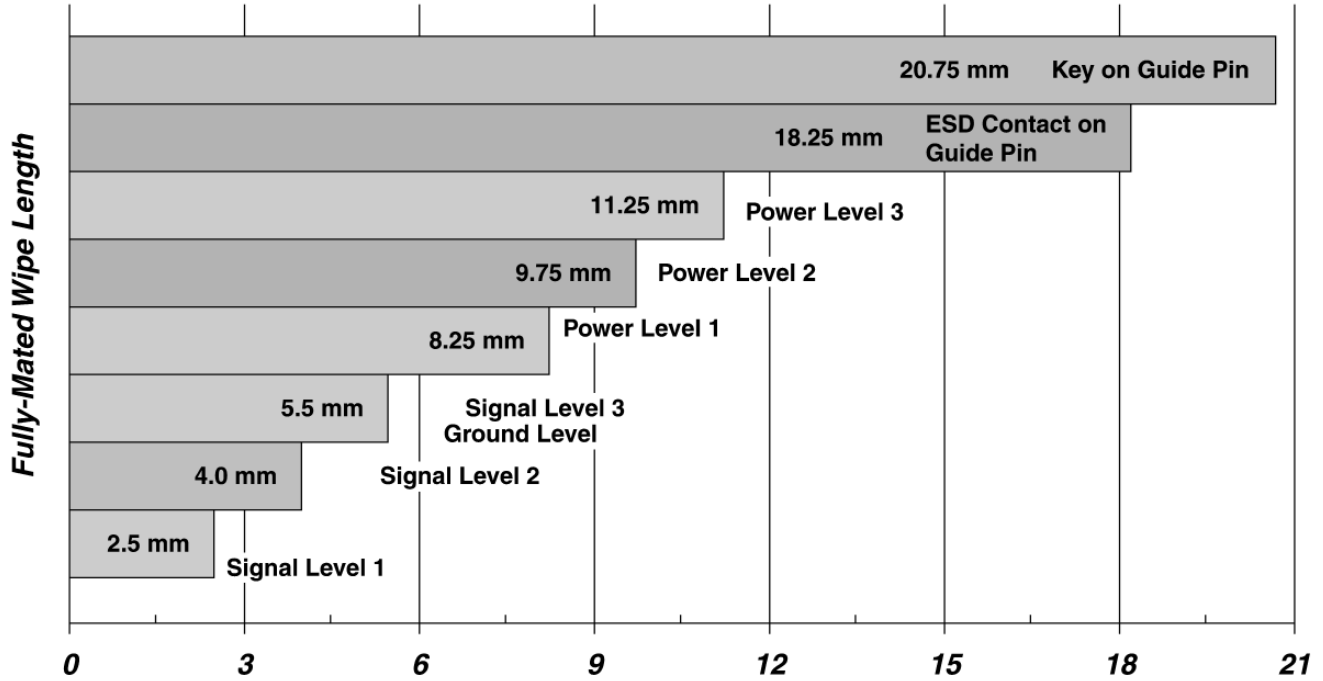 Fully-Mated Wipe Length
20.75 mm Key on Guide Pin
18.25 mm ESD Contact on
Guide Pin
11.25 mm Power Level 3
9.75 mm Power Level 2
8.25 mm Power Level 1
5.5 mm Signal Level 3
Ground Level
4.0 mm Signal Level 2
2.5 mm Signal Level 1
0 3 6 9 12 15 18 21